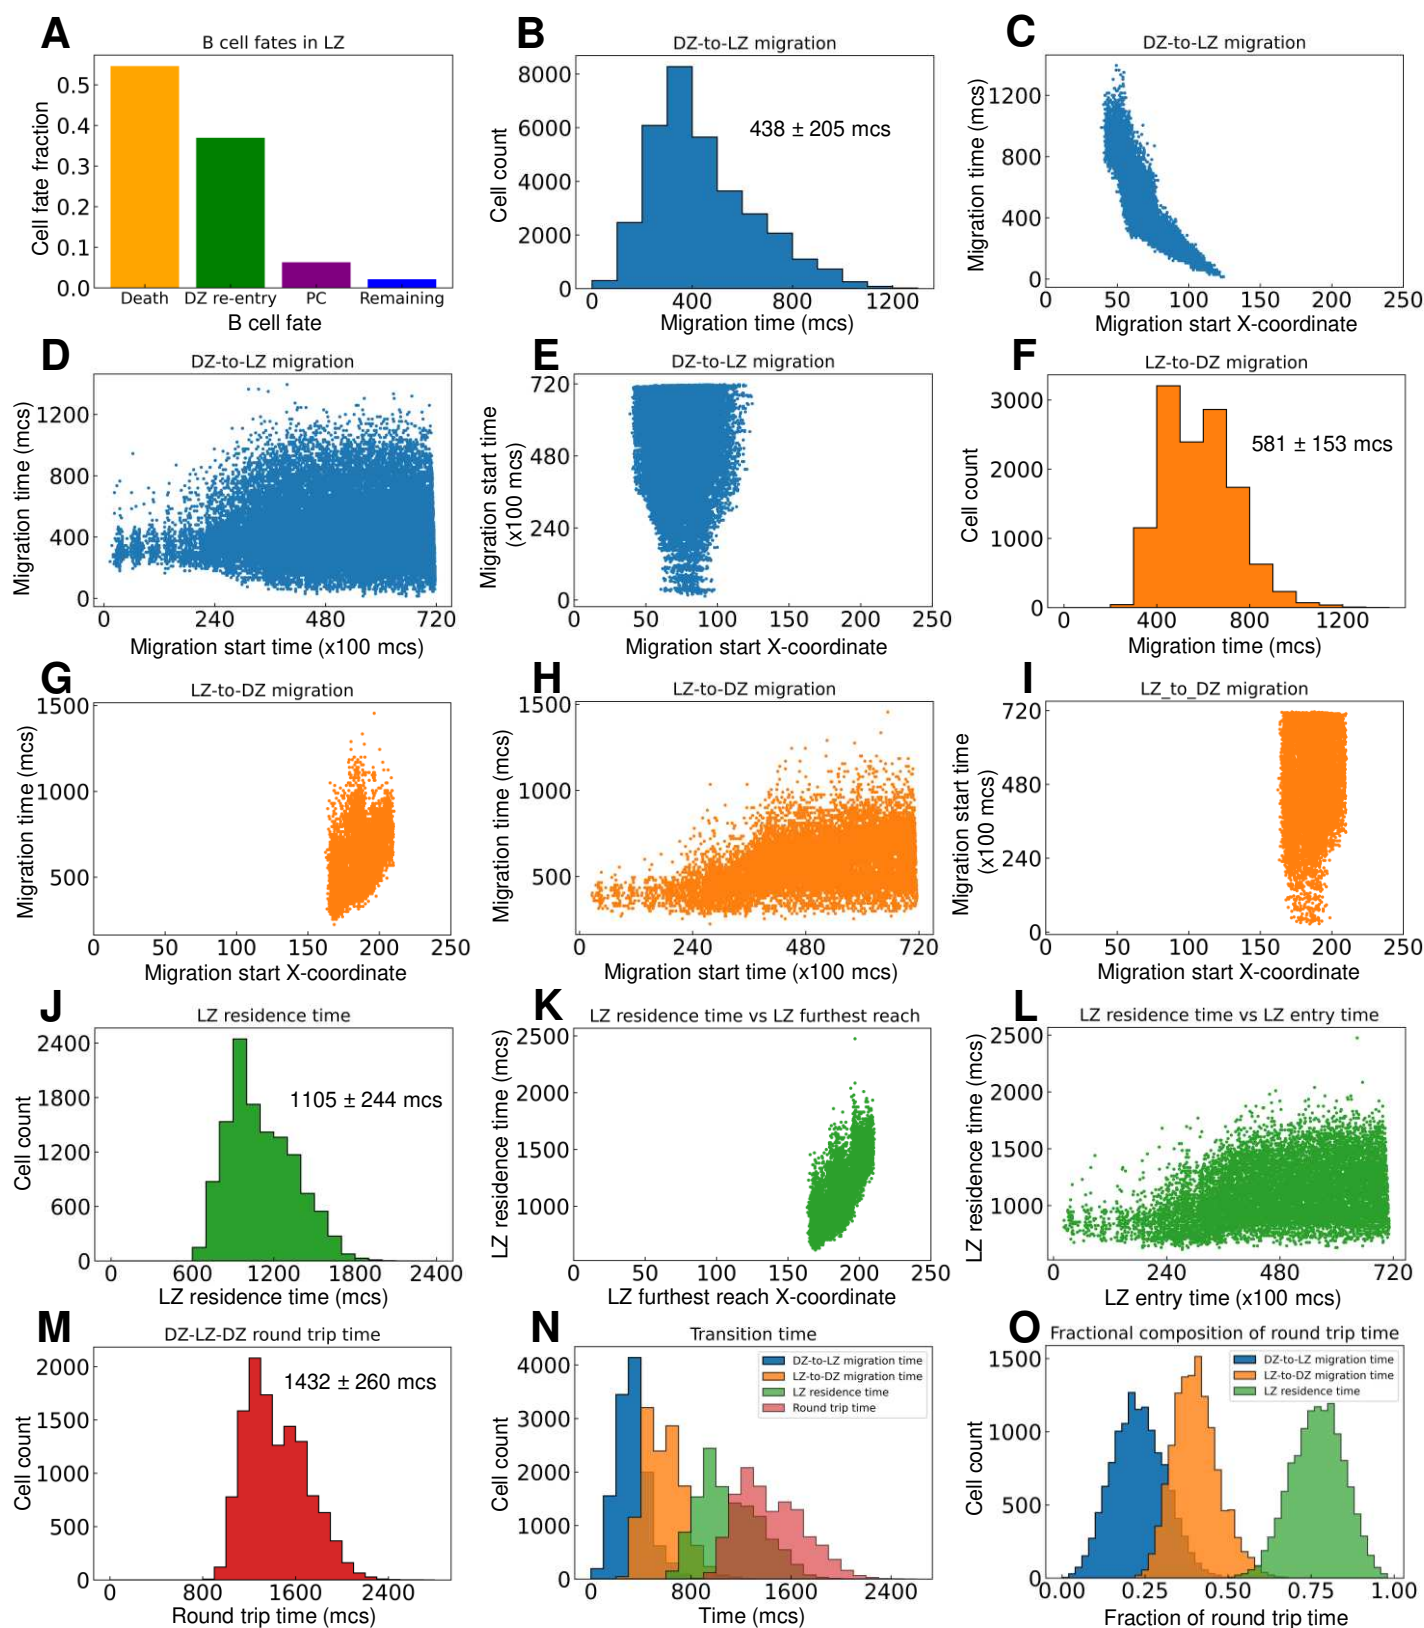 A
B cell fates in LZ
Cell fate fraction
0.5
0.4
0.3
0.2
0.1
0.0
Death DZ re-entry PC Remaining
B cell fate
B
DZ-to-LZ migration
Cell count
8000
6000
4000
2000
0
438 ± 205 mcs
400 800 1200
Migration time (mcs)
C
DZ-to-LZ migration
Migration time (mcs)
1200
800
400
0
0 50 100 150 200 250
Migration start X-coordinate
D
DZ-to-LZ migration
Migration time (mcs)
1200
800
400
0
0 240 480 720
Migration start time (x100 mcs)
E
DZ-to-LZ migration
Migration start time
(x100 mcs)
720
480
240
0
0 50 100 150 200 250
Migration start X-coordinate
F
LZ-to-DZ migration
Cell count
3000
2000
1000
0
581 ± 153 mcs
0 400 800 1200
Migration time (mcs)
G
LZ-to-DZ migration
Migration time (mcs)
1500
1000
500
0 50 100 150 200 250
Migration start X-coordinate
H
LZ-to-DZ migration
Migration time (mcs)
1500
1000
500
0 240 480 720
Migration start time (x100 mcs)
I
LZ_to_DZ migration
Migration start time
(x100 mcs)
720
480
240
0
0 50 100 150 200 250
Migration start X-coordinate
J
LZ residence time
Cell count
2400
1800
1200
600
0
1105 ± 244 mcs
0 600 1200 1800 2400
LZ residence time (mcs)
K
LZ residence time vs LZ furthest reach
LZ residence time (mcs)
2500
2000
1500
1000
0 50 100 150 200 250
LZ furthest reach X-coordinate
L
LZ residence time vs LZ entry time
LZ residence time (mcs)
2500
2000
1500
1000
0 240 480 720
LZ entry time (x100 mcs)
M
DZ-LZ-DZ round trip time
Cell count
2000
1500
1000
500
0
1432 ± 260 mcs
0 800 1600 2400
Round trip time (mcs)
N
Transition time
Cell count
4000
3000
2000
1000
0
DZ-to-LZ migration time
LZ-to-DZ migration time
LZ residence time
Round trip time
0 800 1600 2400
Time (mcs)
O
Fractional composition of round trip time
Cell count
1500
1000
500
0
DZ-to-LZ migration time
LZ-to-DZ migration time
LZ residence time
0.00 0.25 0.50 0.75 1.00
Fraction of round trip time